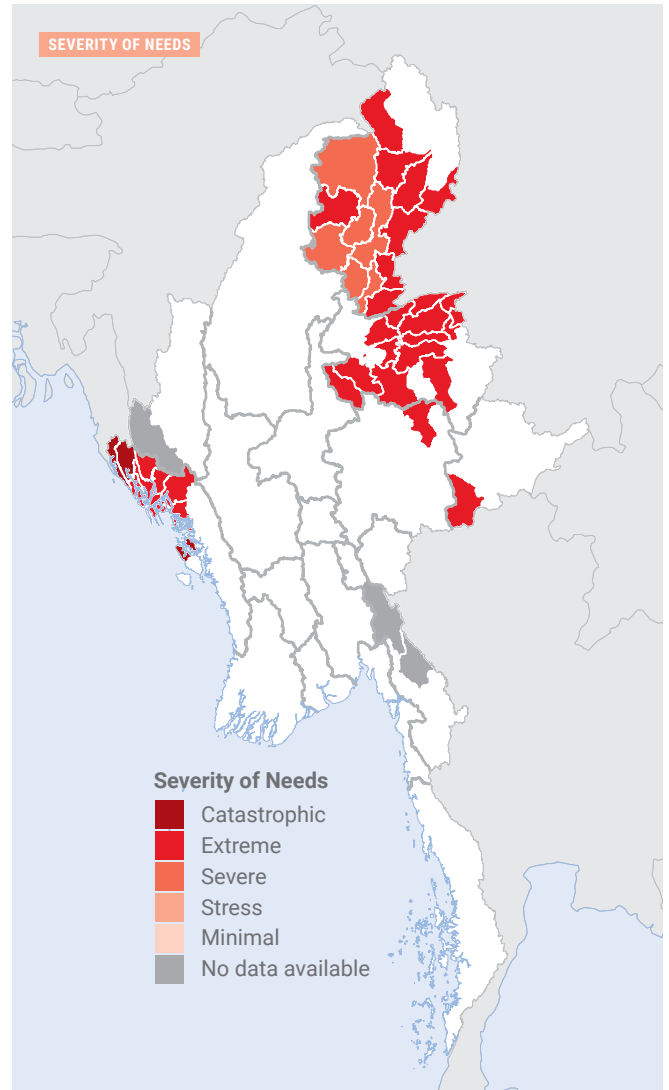 SEVERITY OF NEEDS
Severity of Needs
Catastrophic
Extreme
Severe
Stress
Minimal
No data available